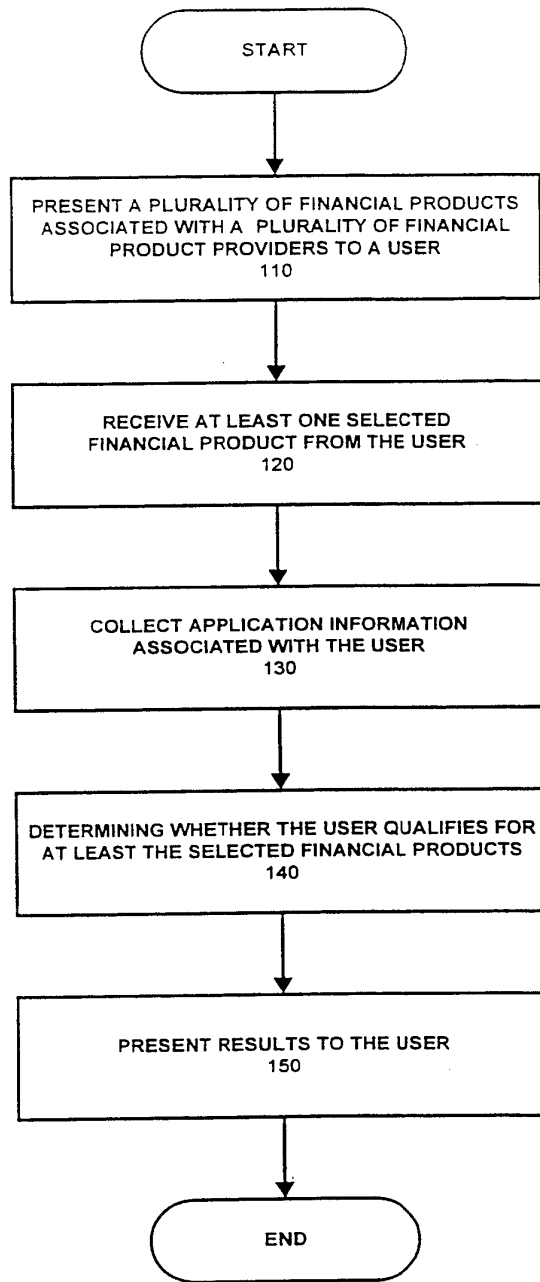 START
PRESENT A PLURALITY OF FINANCIAL PRODUCTS
ASSOCIATED WITH A PLURALITY OF FINANCIAL
PRODUCT PROVIDERS TO A USER
110
RECEIVE AT LEAST ONE SELECTED
FINANCIAL PRODUCT FROM THE USER
120
COLLECT APPLICATION INFORMATION
ASSOCIATED WITH THE USER
130
DETERMINING WHETHER THE USER QUALIFIES FOR
AT LEAST THE SELECTED FINANCIAL PRODUCTS
140
PRESENT RESULTS TO THE USER
150
END